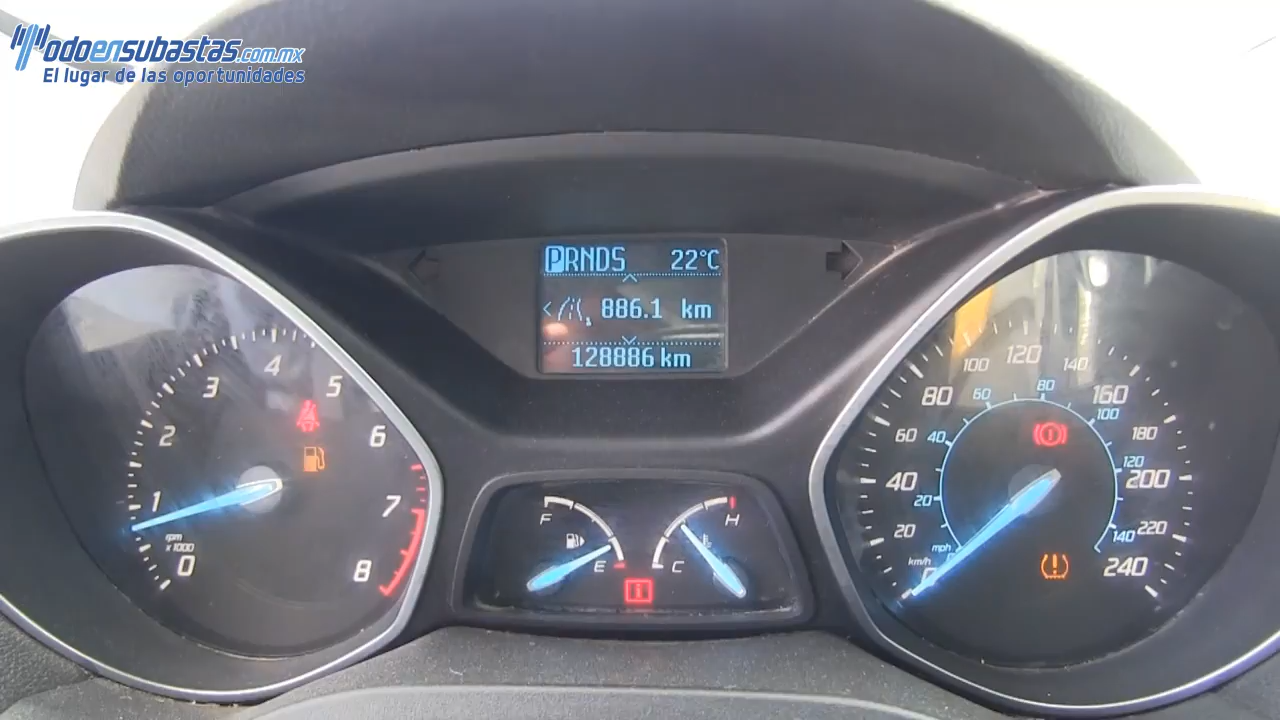 Todoensubastas.com.mx
El lugar de las oportunidades
PRNDS 22°C
886.1 km
128886 km
0
1
2
3
4
5
6
7
8
rpm
x 1000
F
E
H
C
0
20
40
60
80
100
120
140
160
180
200
220
240
km/h
mph
20
40
60
80
100
120
140